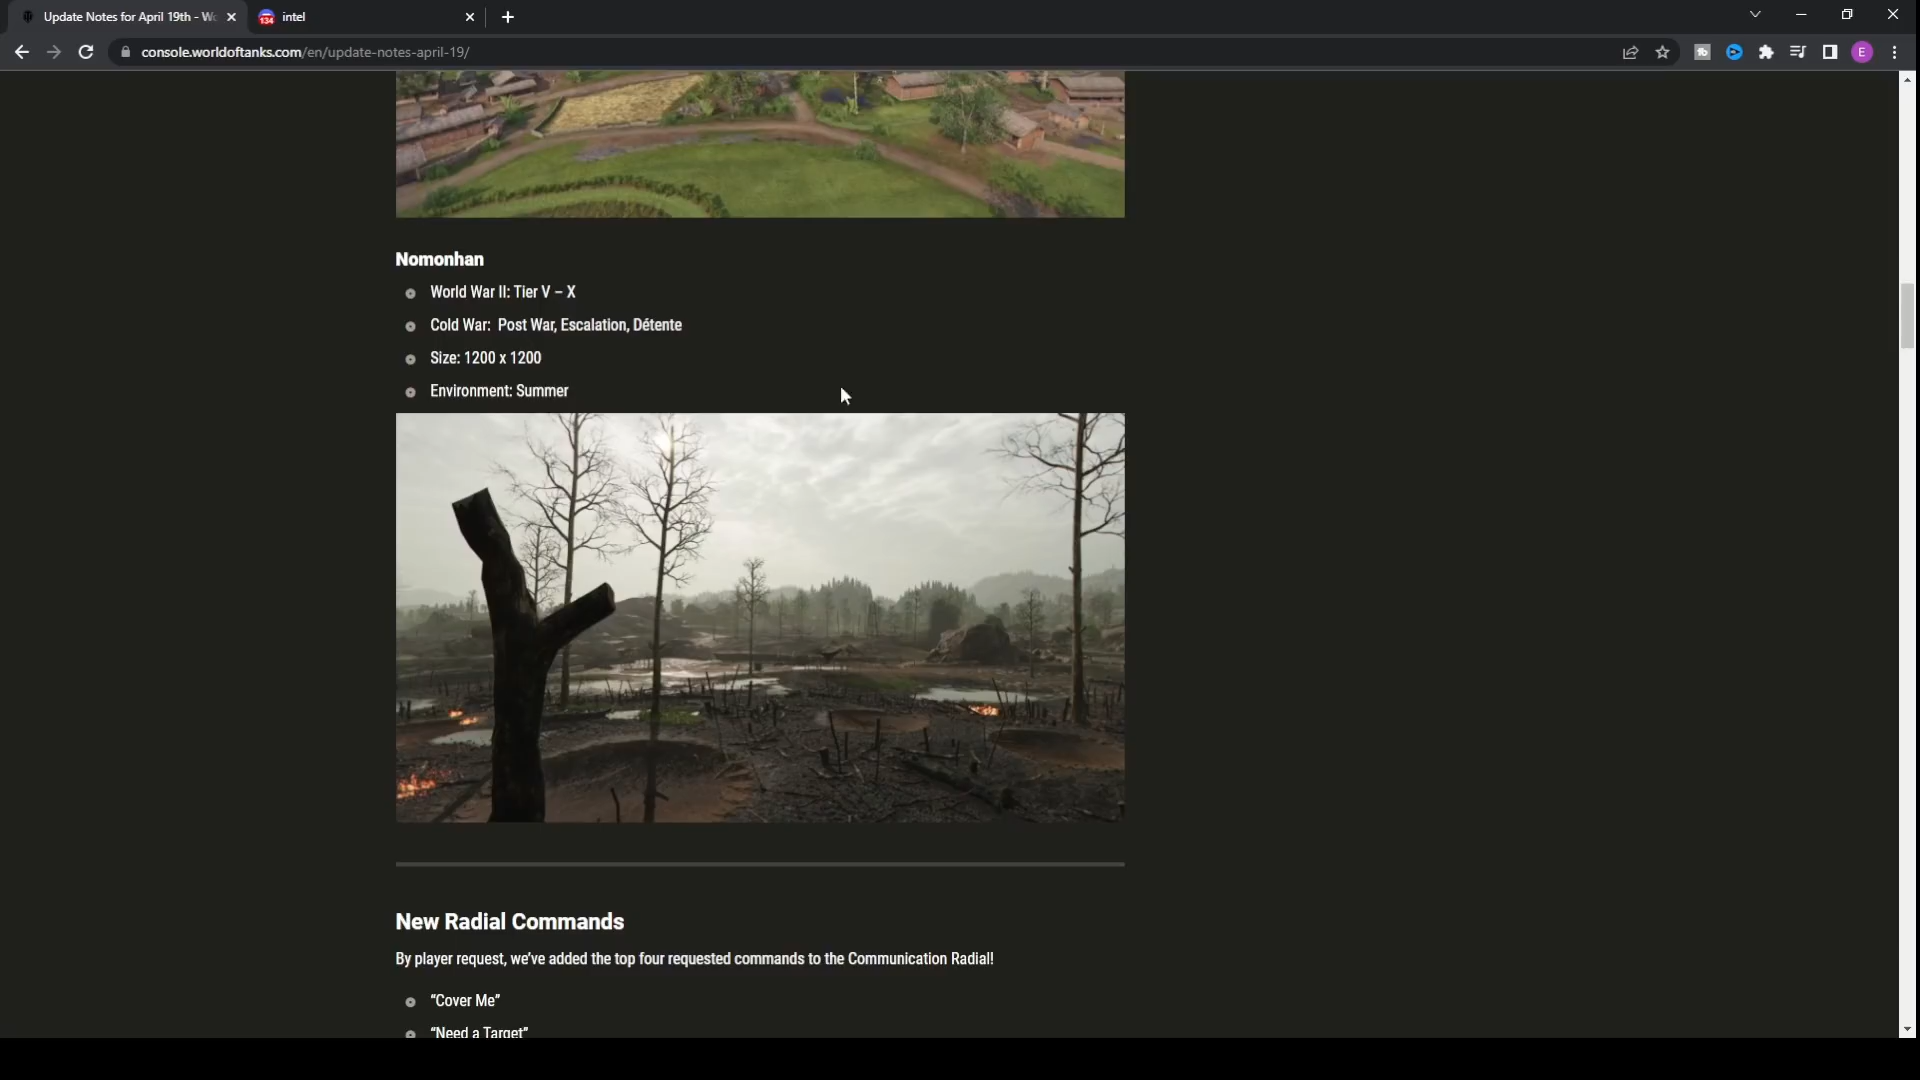 Update Notes for April 19th - Wo
134
intel
console.worldoftanks.com/en/update-notes-april-19/
E
Nomonhan
World War II: Tier V – X
Cold War:  Post War, Escalation, Détente
Size: 1200 x 1200
Environment: Summer
New Radial Commands
By player request, we’ve added the top four requested commands to the Communication Radial!
“Cover Me”
“Need a Target”